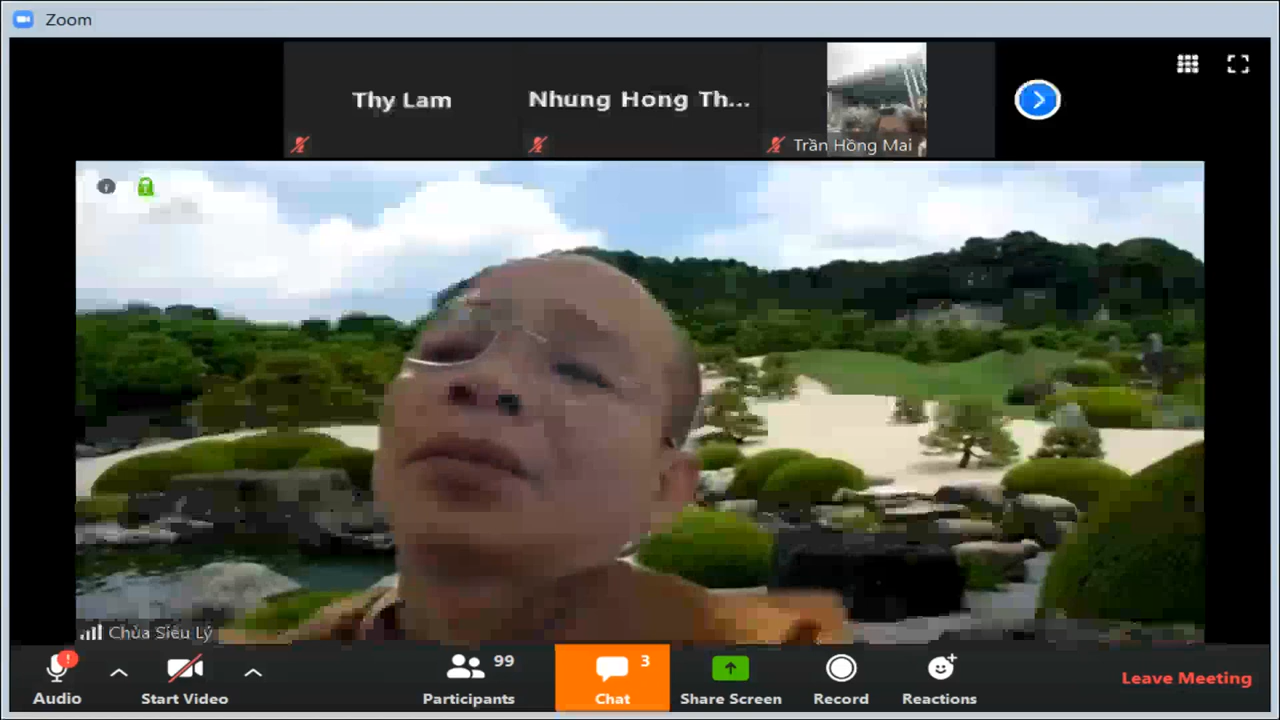 Zoom
Thy Lam
Nhung Hong Th...
Trần Hồng Mai
Chùa Siêu Lý
99
3
Audio
Start Video
Participants
Chat
Share Screen
Record
Reactions
Leave Meeting